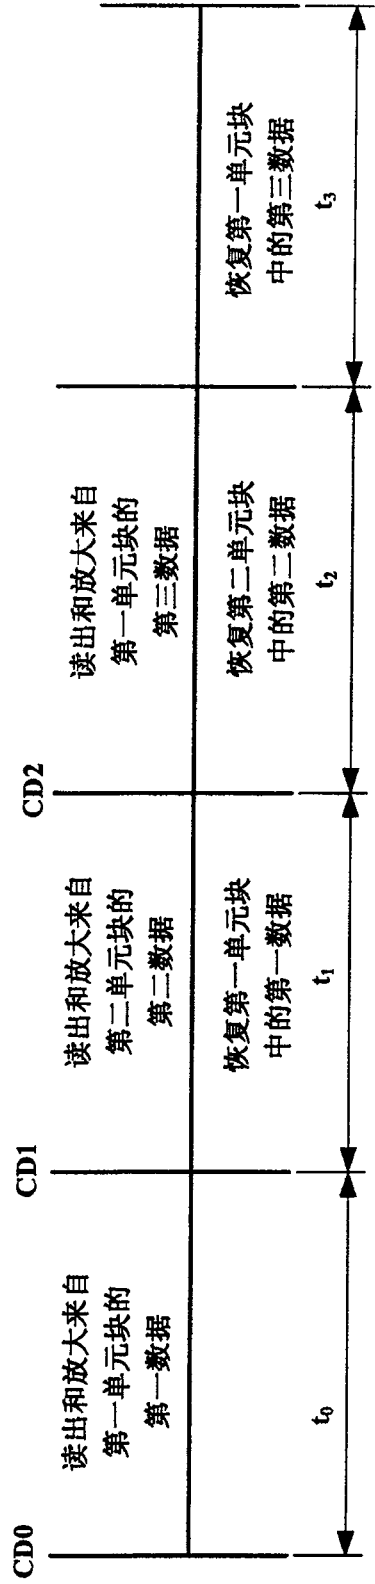 CD0
CD1
CD2
读出和放大来自
第一单元块的
第一数据
读出和放大来自
第二单元块的
第二数据
读出和放大来自
第一单元块的
第三数据
恢复第一单元块
中的第一数据
恢复第二单元块
中的第二数据
恢复第一单元块
中的第三数据
t₀
t₁
t₂
t₃